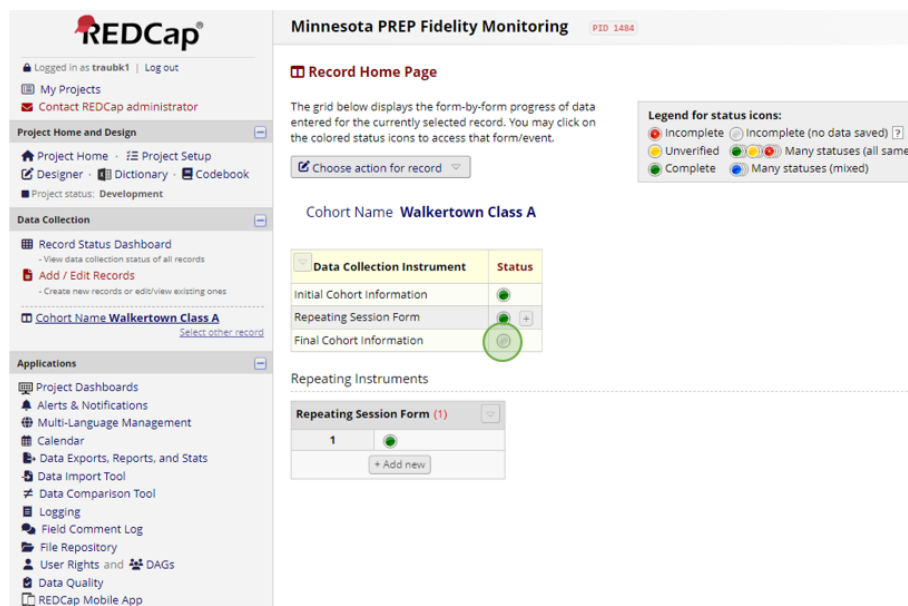 REDCap®
Logged in as traubk1 | Log out
My Projects
Contact REDCap administrator
Project Home and Design
Project Home · Project Setup
Designer · Dictionary · Codebook
Project status: Development
Data Collection
Record Status Dashboard
- View data collection status of all records
Add / Edit Records
- Create new records or edit/view existing ones
Cohort Name Walkertown Class A
Select other record
Applications
Project Dashboards
Alerts & Notifications
Multi-Language Management
Calendar
Data Exports, Reports, and Stats
Data Import Tool
Data Comparison Tool
Logging
Field Comment Log
File Repository
User Rights and DAGs
Data Quality
REDCap Mobile App
Minnesota PREP Fidelity Monitoring PID 1484
Record Home Page
The grid below displays the form-by-form progress of data
entered for the currently selected record. You may click on
the colored status icons to access that form/event.
Choose action for record
Legend for status icons:
Incomplete Incomplete (no data saved) ?
Unverified Many statuses (all same
Complete Many statuses (mixed)
Cohort Name Walkertown Class A
Data Collection Instrument Status
Initial Cohort Information
Repeating Session Form +
Final Cohort Information
Repeating Instruments
Repeating Session Form (1)
1
+ Add new